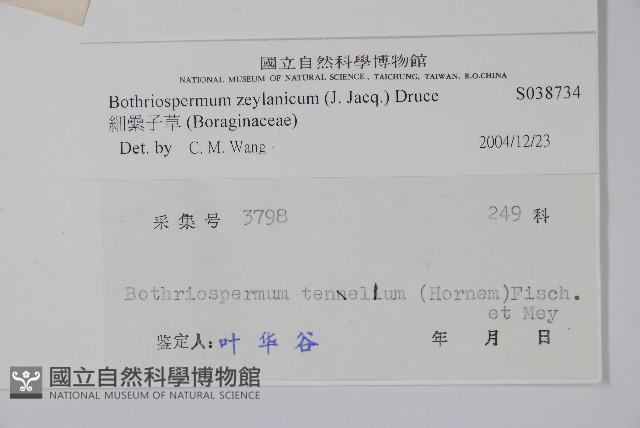 國立自然科學博物館
NATIONAL MUSEUM OF NATURAL SCIENCE, TAICHUNG, TAIWAN, R.O.CHINA
Bothriospermum zeylanicum (J. Jacq.) Druce S038734
細纍子草 (Boraginaceae)
Det. by C. M. Wang 2004/12/23
采集号 3798 249 科
Bothriospermum tennellum (Hornem)Fisch.
et Mey
鉴定人: 叶华谷 年 月 日
國立自然科學博物館
NATIONAL MUSEUM OF NATURAL SCIENCE